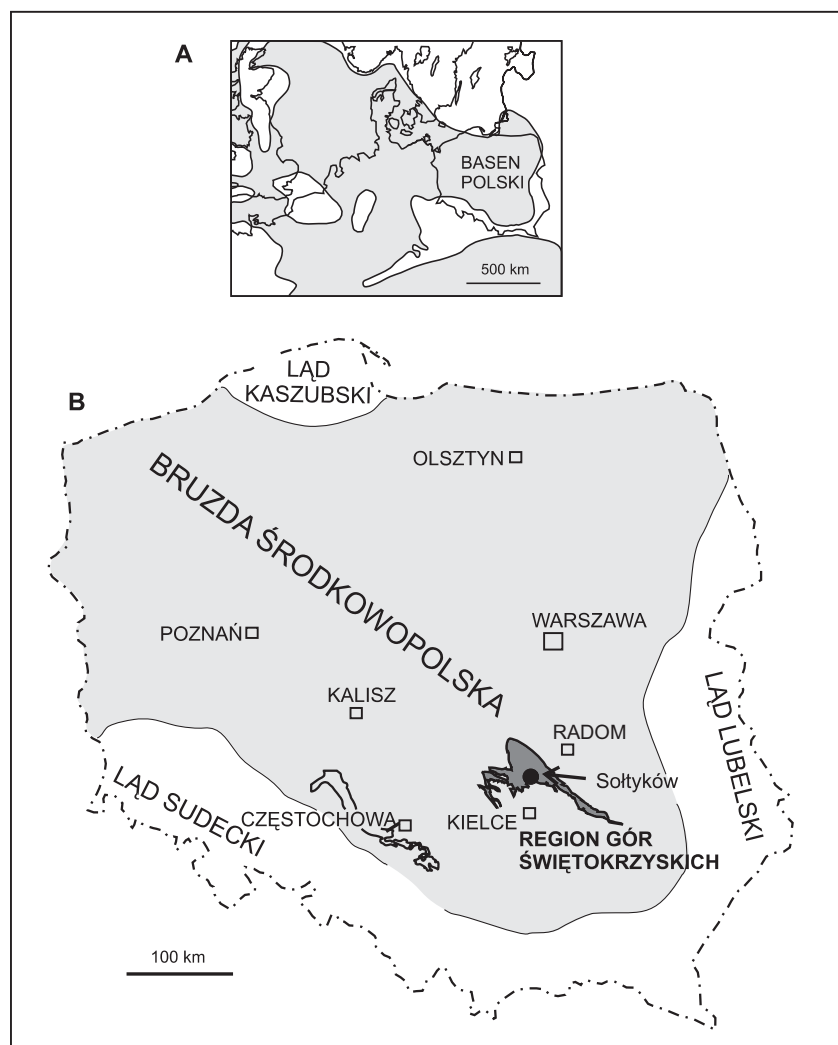 A
BASEN
POLSKI
500 km
B
LĄD
KASZUBSKI
OLSZTYN
BRUZDA ŚRODKOWOPOLSKA
WARSZAWA
POZNAŃ
KALISZ
RADOM
Sołtyków
LĄD LUBELSKI
LĄD SUDECKI
CZĘSTOCHOWA
KIELCE
REGION GÓR
ŚWIĘTOKRZYSKICH
100 km